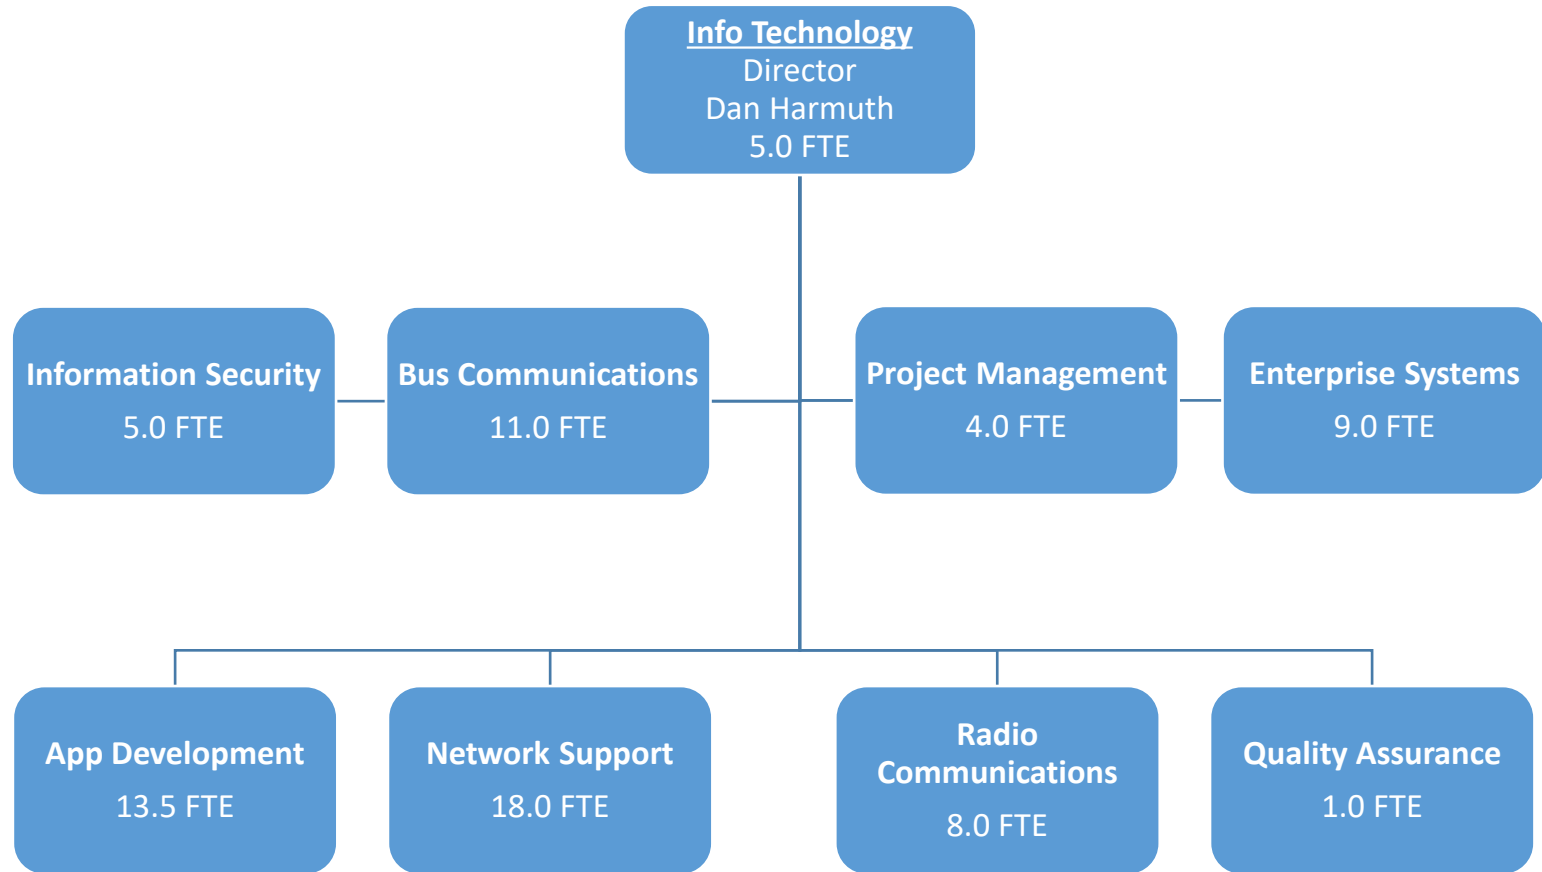 Info Technology
Director
Dan Harmuth
5.0 FTE
Information Security
5.0 FTE
Bus Communications
11.0 FTE
Project Management
4.0 FTE
Enterprise Systems
9.0 FTE
App Development
13.5 FTE
Network Support
18.0 FTE
Radio
Communications
8.0 FTE
Quality Assurance
1.0 FTE